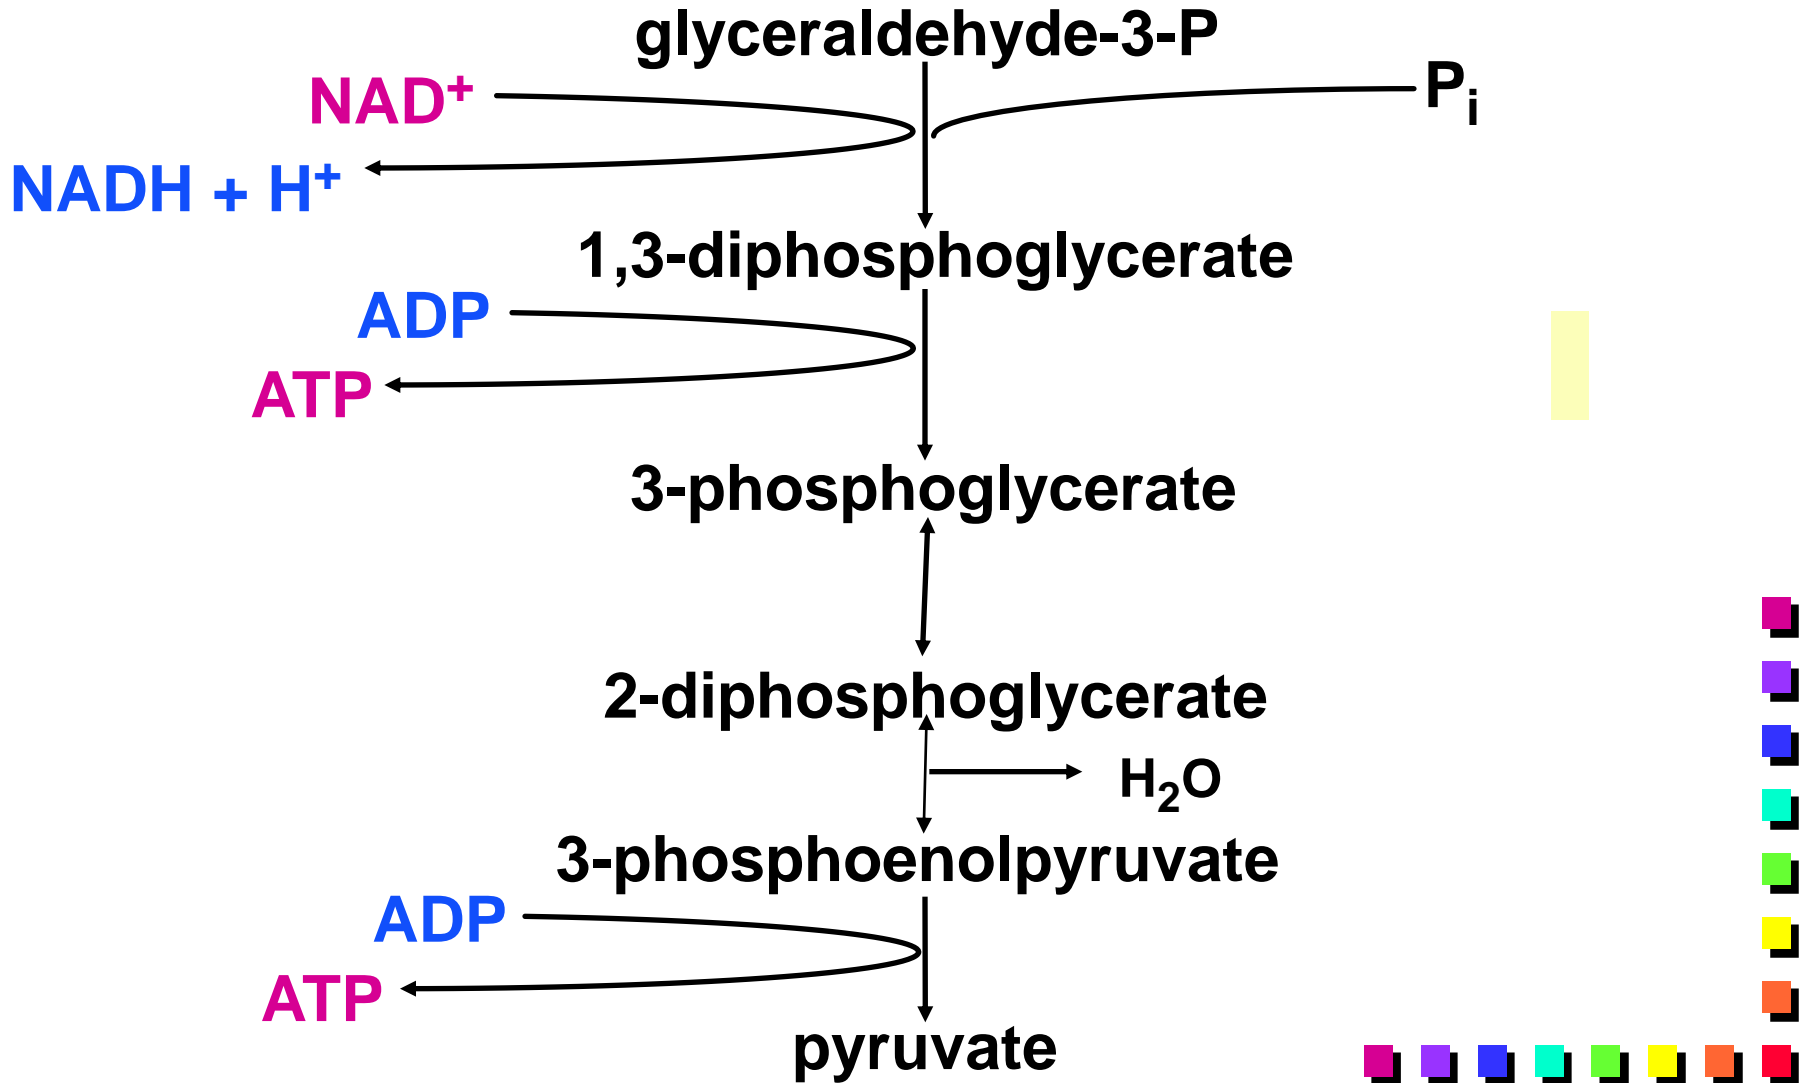 glyceraldehyde-3-P
NAD⁺
Pᵢ
NADH + H⁺
1,3-diphosphoglycerate
ADP
ATP
3-phosphoglycerate
2-diphosphoglycerate
H₂O
3-phosphoenolpyruvate
ADP
ATP
pyruvate